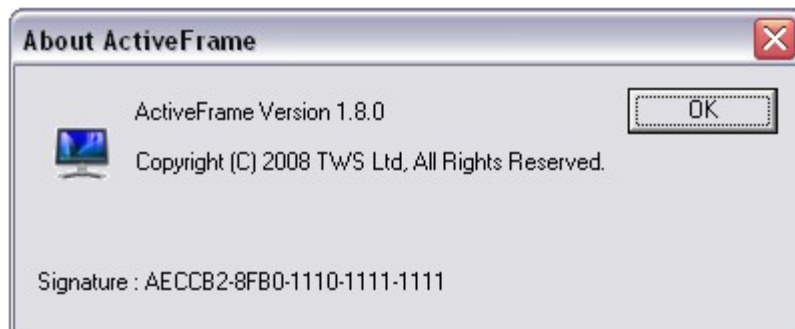 About ActiveFrame
ActiveFrame Version 1.8.0
OK
Copyright (C) 2008 TWS Ltd, All Rights Reserved.
Signature : AECCB2-8FB0-1110-1111-1111